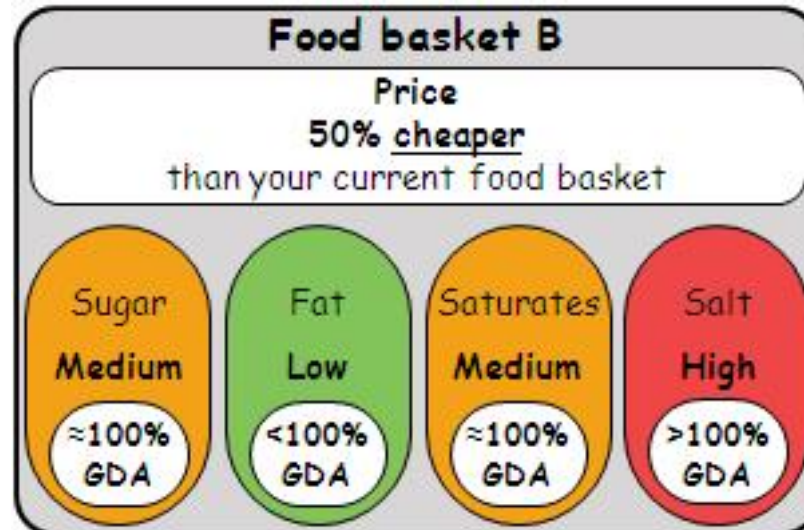 Food basket B
Price
50% cheaper
than your current food basket
Sugar
Medium
≈100%
GDA
Fat
Low
<100%
GDA
Saturates
Medium
≈100%
GDA
Salt
High
>100%
GDA